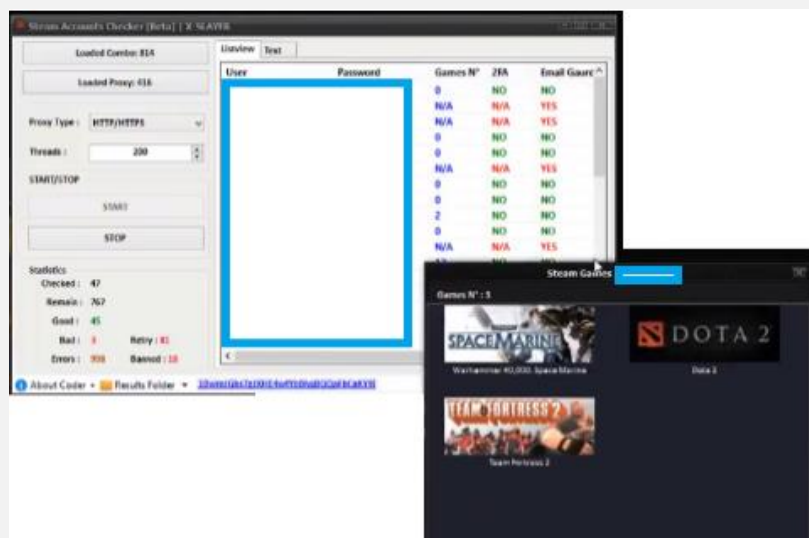 Steam Accounts Checker [Beta] | X-SLAYER
Loaded Combo: 814
Loaded Proxy: 416
Proxy Type :
HTTP/HTTPS
Threads :
200
START/STOP
START
STOP
Statistics
Checked : 47
Remain : 767
Good : 45
Bad : 3
Retry : 81
Errors :
Banned : 18
About Coder
Results Folder
Listview
Text
User Password Games N° 2FA Email Gaurd
0 NO NO
N/A N/A YES
N/A N/A YES
0 NO NO
0 NO NO
N/A N/A YES
0 NO NO
0 NO NO
2 NO NO
0 NO NO
N/A N/A YES
Steam Games
Games N° : 3
SPACE MARINE
DOTA 2
Warhammer 40,000: Space Marine
Dota 2
TEAM FORTRESS 2
Team Fortress 2